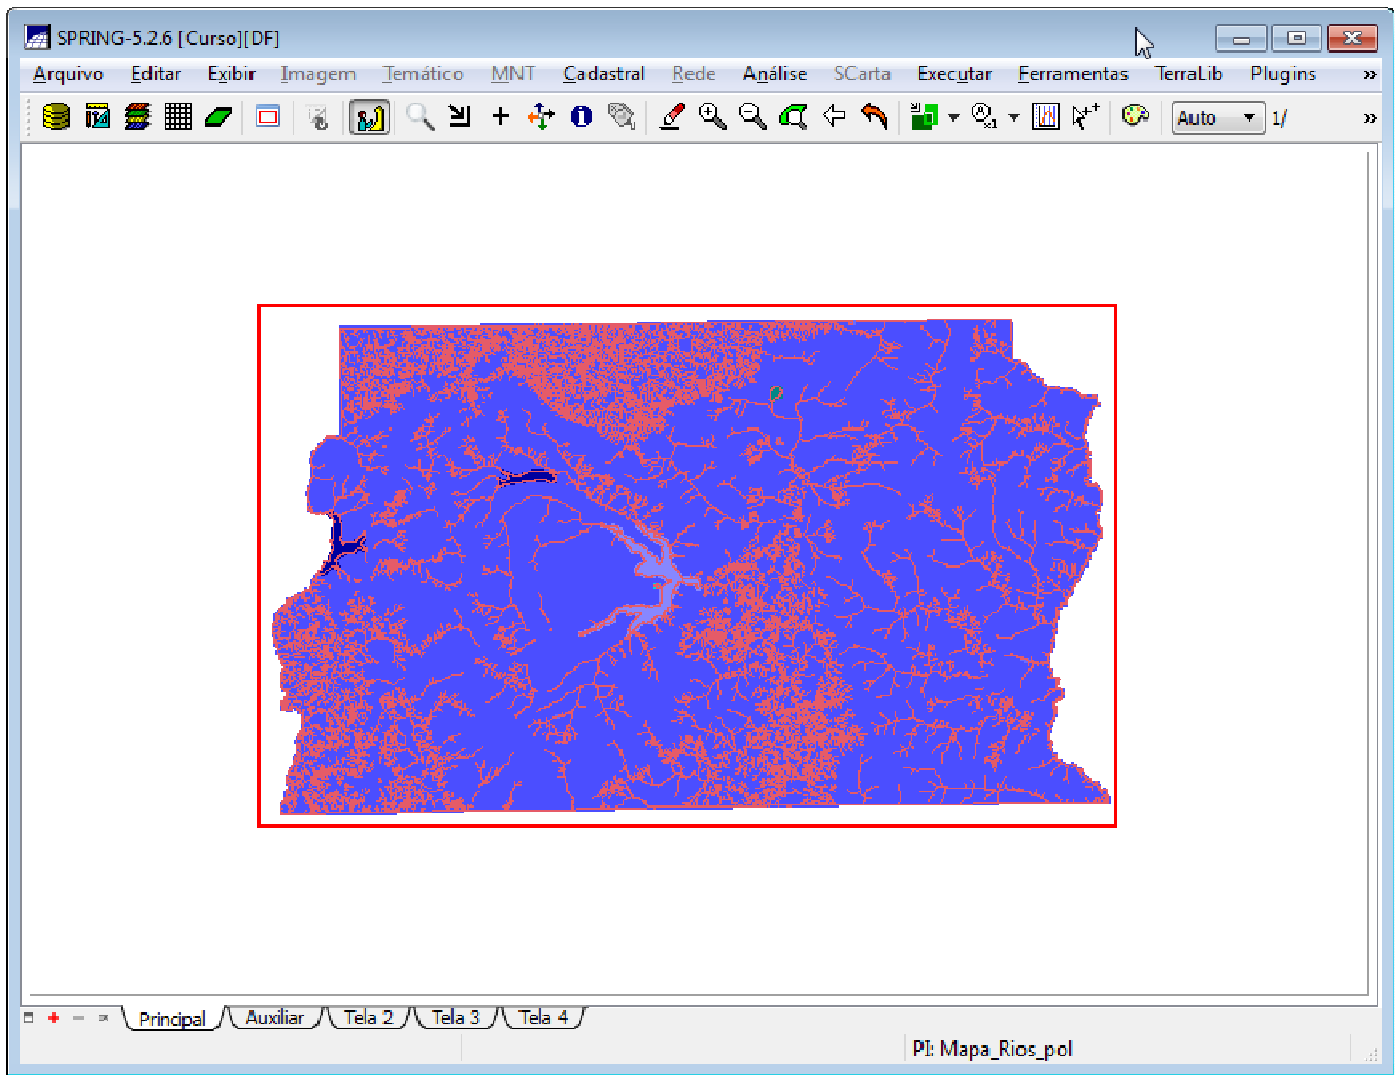 SPRING-5.2.6 [Curso][DF]
Arquivo Editar Exibir Imagem Temático MNT Cadastral Rede Análise SCarta Executar Ferramentas TerraLib Plugins »
Auto 1/ »
Principal Auxiliar Tela 2 Tela 3 Tela 4
PI: Mapa_Rios_pol